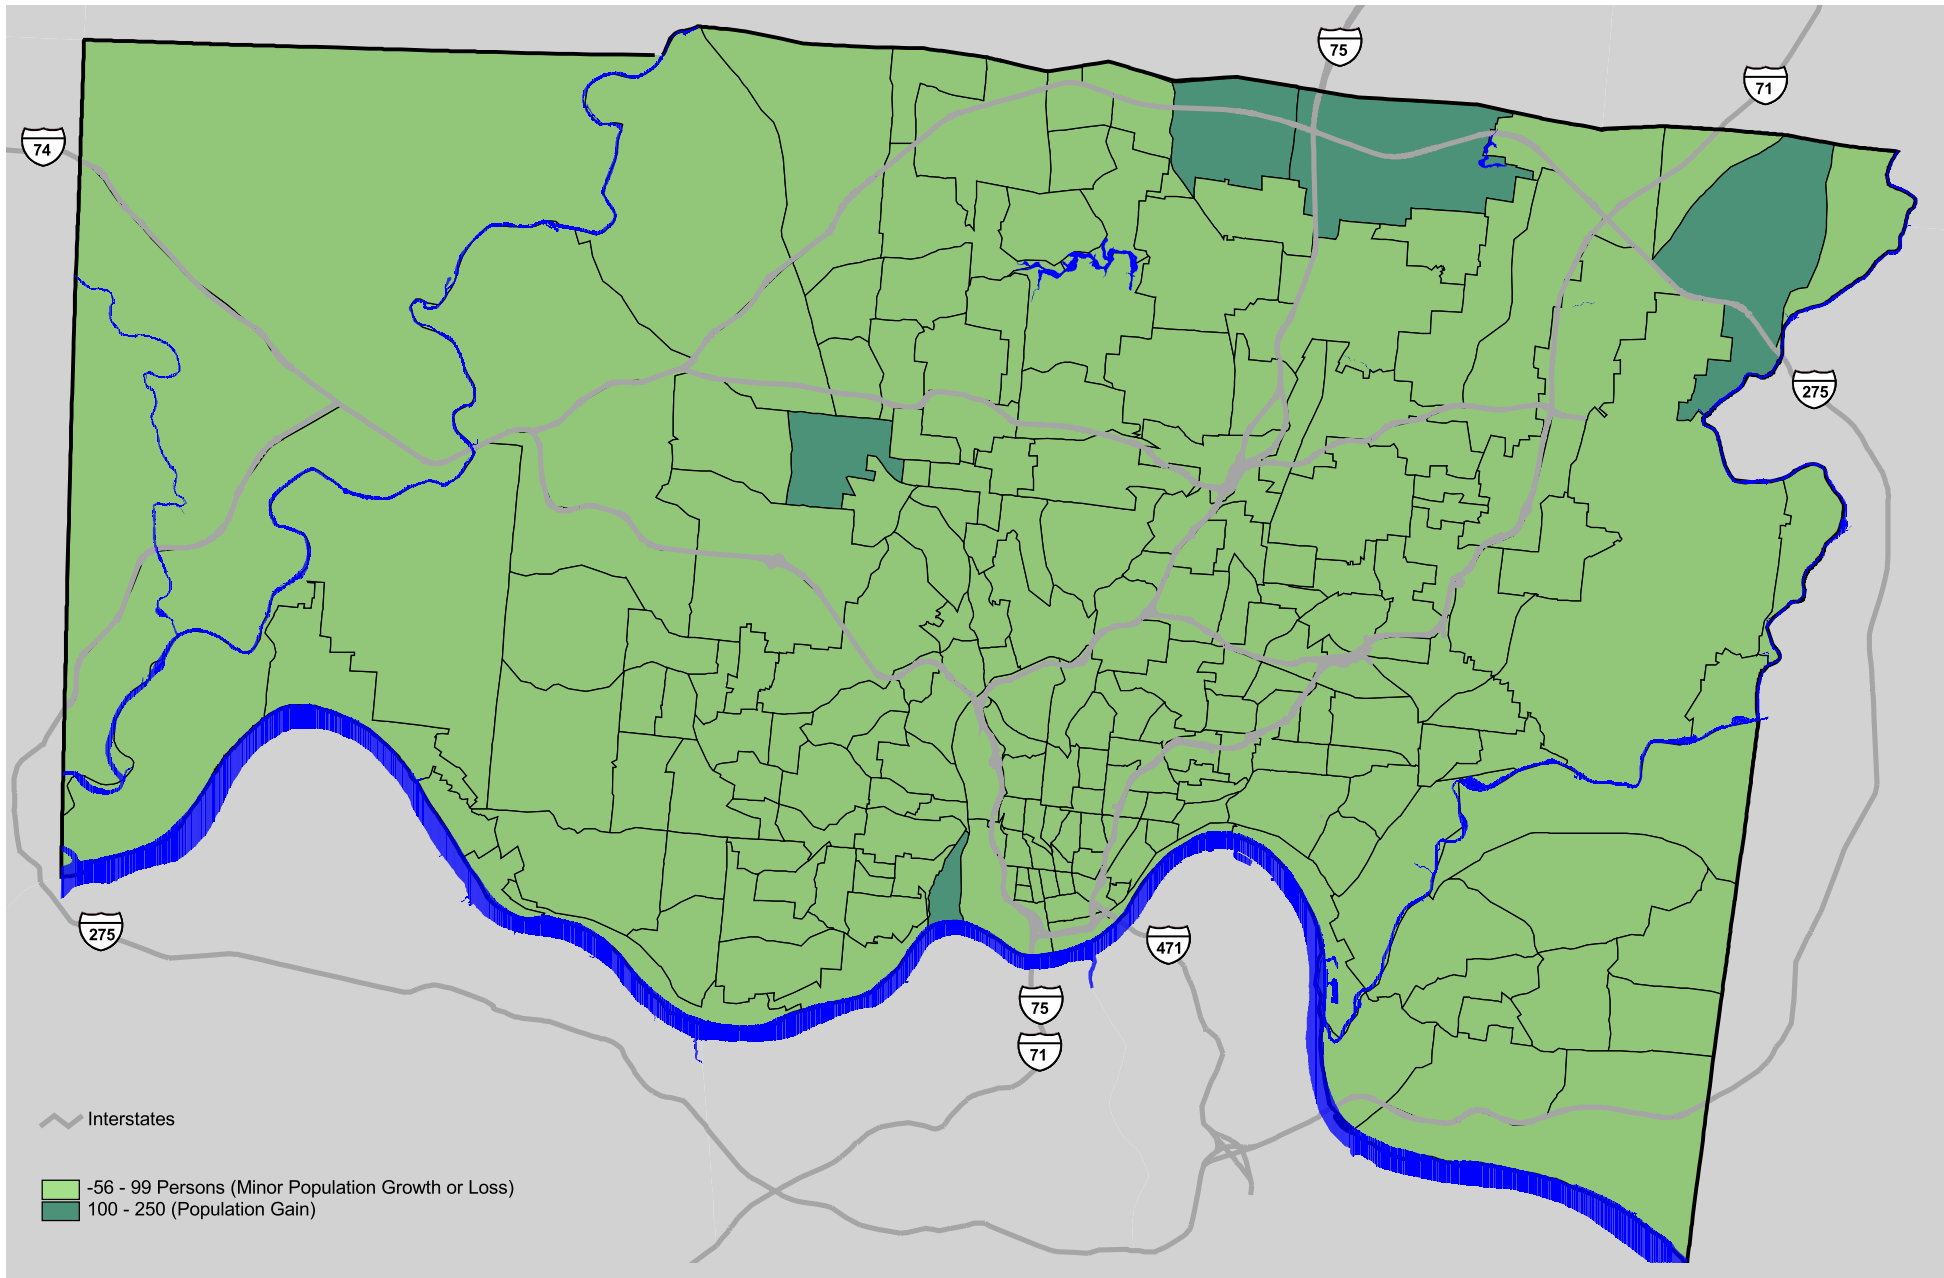 75
71
74
275
275
471
75
71
Interstates
-56 - 99 Persons (Minor Population Growth or Loss)
100 - 250 (Population Gain)